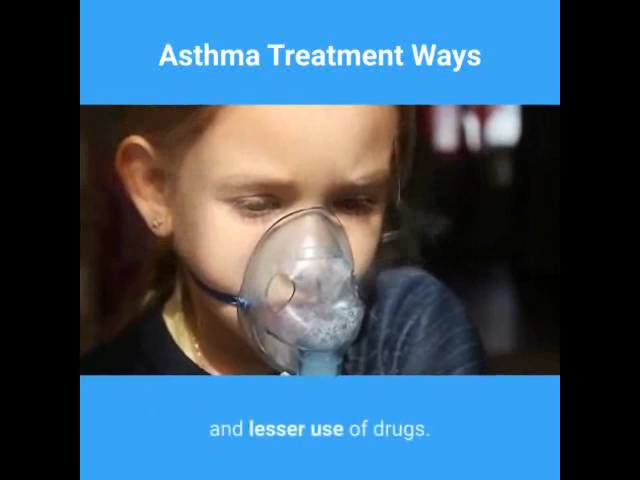 Asthma Treatment Ways
and lesser use of drugs.